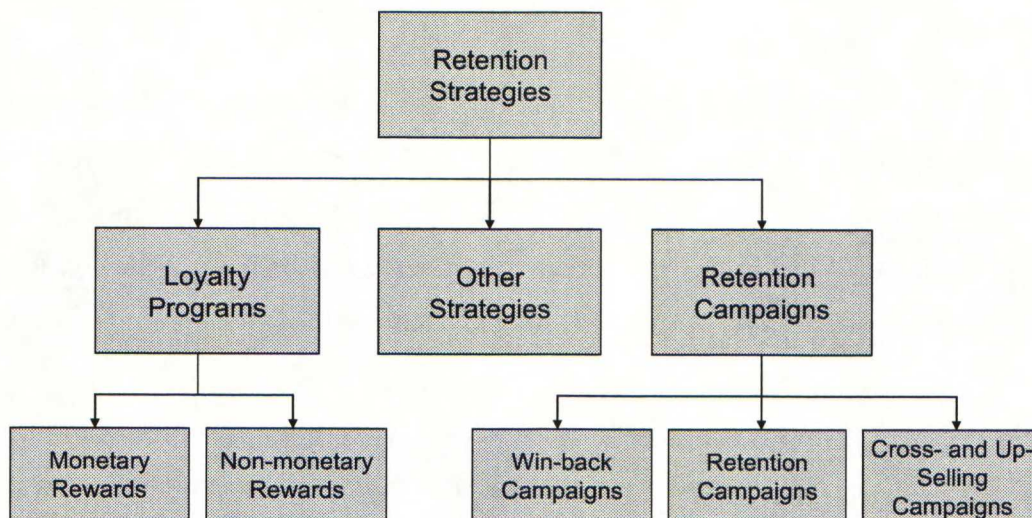 Retention
Strategies
Loyalty
Programs
Other
Strategies
Retention
Campaigns
Monetary
Rewards
Non-monetary
Rewards
Win-back
Campaigns
Retention
Campaigns
Cross- and Up-
Selling
Campaigns